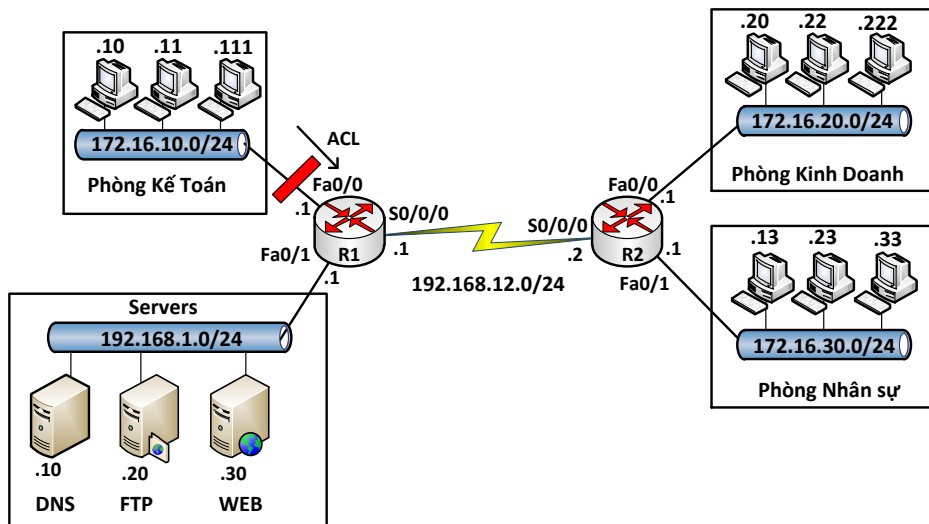 .10 .11 .111
172.16.10.0/24
Phòng Kế Toán
ACL
Fa0/0
.1
R1
S0/0/0
.1
Fa0/1
.1
192.168.12.0/24
.20 .22 .222
172.16.20.0/24
Phòng Kinh Doanh
Fa0/0
.1
S0/0/0
.2
R2
.1
Fa0/1
.13 .23 .33
172.16.30.0/24
Phòng Nhân sự
Servers
192.168.1.0/24
.10 .20 .30
DNS FTP WEB